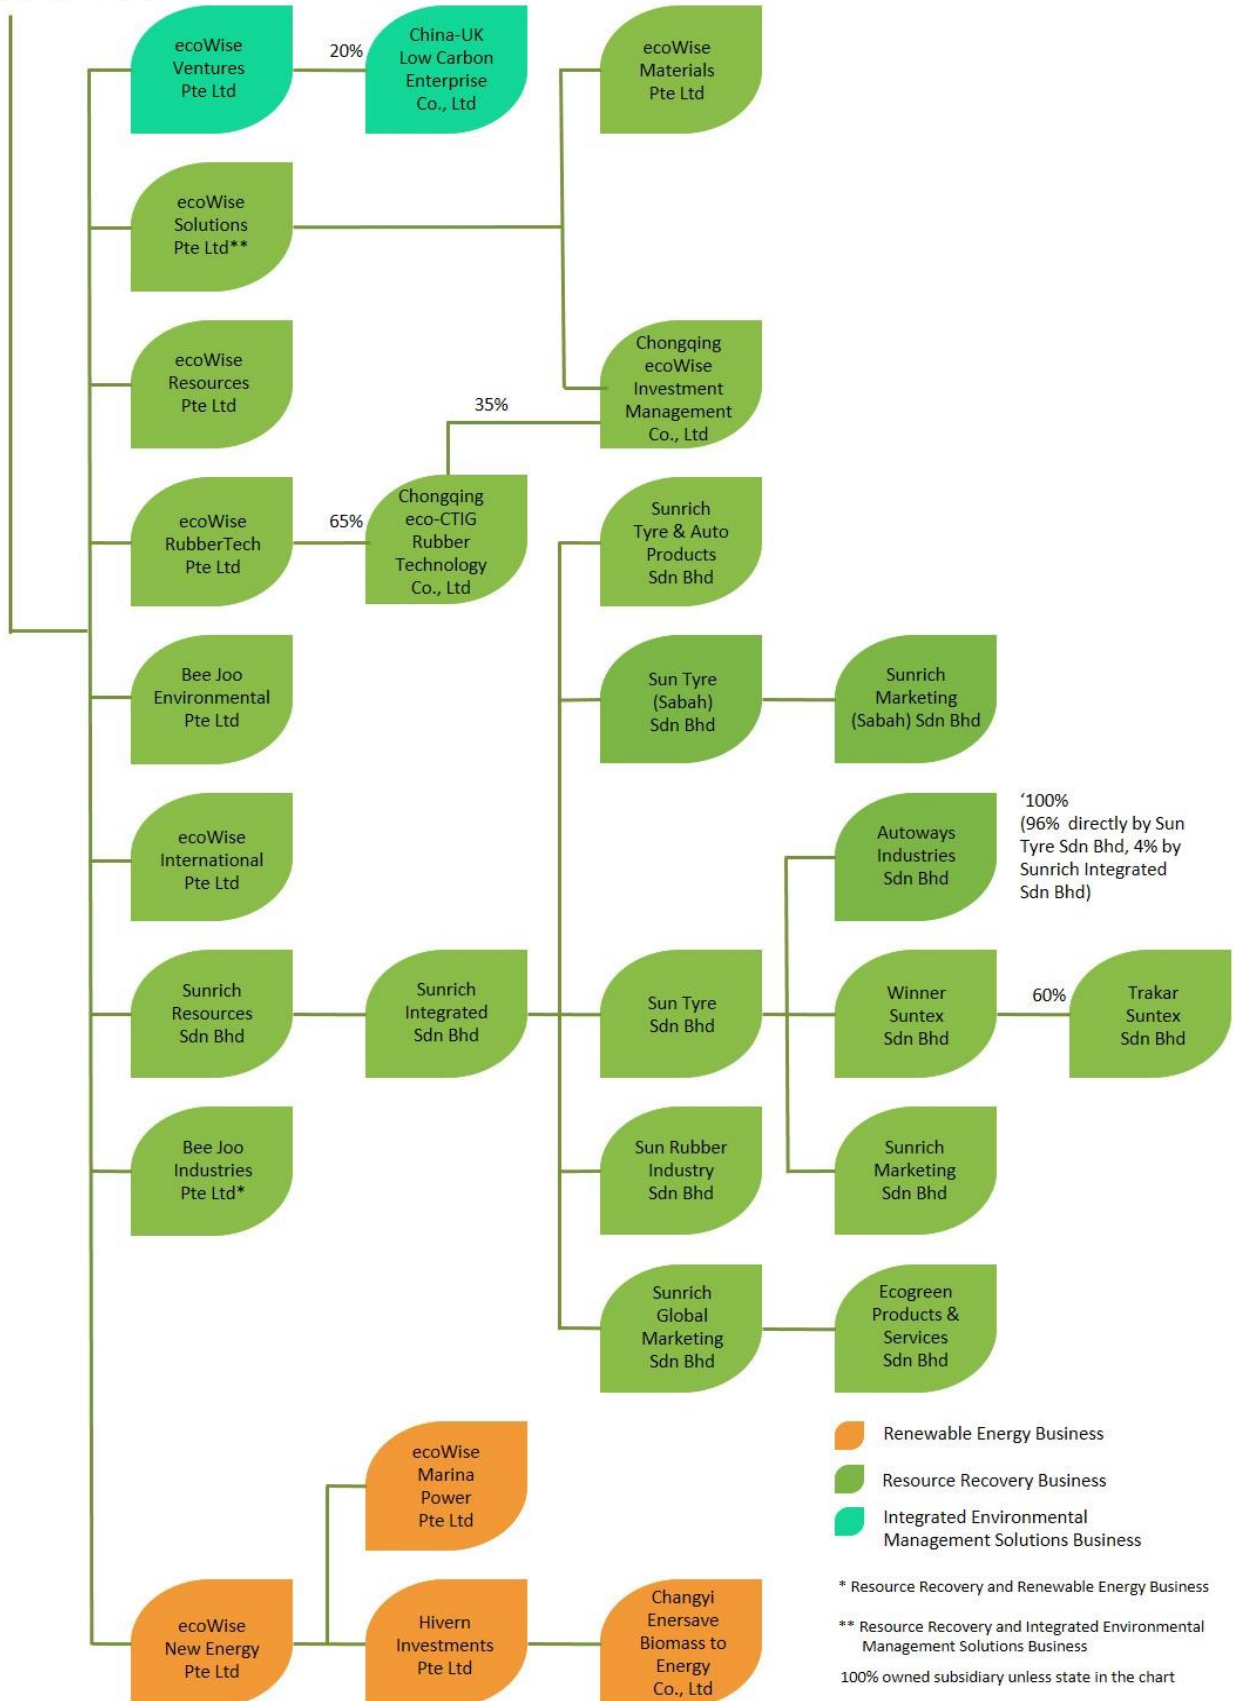 ecoWise
Ventures
Pte Ltd
20%
China-UK
Low Carbon
Enterprise
Co., Ltd
ecoWise
Materials
Pte Ltd
ecoWise
Solutions
Pte Ltd**
ecoWise
Resources
Pte Ltd
35%
Chongqing
ecoWise
Investment
Management
Co., Ltd
ecoWise
RubberTech
Pte Ltd
65%
Chongqing
eco-CTIG
Rubber
Technology
Co., Ltd
Sunrich
Tyre & Auto
Products
Sdn Bhd
Bee Joo
Environmental
Pte Ltd
Sun Tyre
(Sabah)
Sdn Bhd
Sunrich
Marketing
(Sabah) Sdn Bhd
ecoWise
International
Pte Ltd
Autoways
Industries
Sdn Bhd
‘100%
(96% directly by Sun
Tyre Sdn Bhd, 4% by
Sunrich Integrated
Sdn Bhd)
Sunrich
Resources
Sdn Bhd
Sunrich
Integrated
Sdn Bhd
Sun Tyre
Sdn Bhd
Winner
Suntex
Sdn Bhd
60%
Trakar
Suntex
Sdn Bhd
Bee Joo
Industries
Pte Ltd*
Sun Rubber
Industry
Sdn Bhd
Sunrich
Marketing
Sdn Bhd
Sunrich
Global
Marketing
Sdn Bhd
Ecogreen
Products &
Services
Sdn Bhd
ecoWise
Marina
Power
Pte Ltd
ecoWise
New Energy
Pte Ltd
Hivern
Investments
Pte Ltd
Changyi
Enersave
Biomass to
Energy
Co., Ltd
Renewable Energy Business
Resource Recovery Business
Integrated Environmental
Management Solutions Business
* Resource Recovery and Renewable Energy Business
** Resource Recovery and Integrated Environmental
Management Solutions Business
100% owned subsidiary unless state in the chart